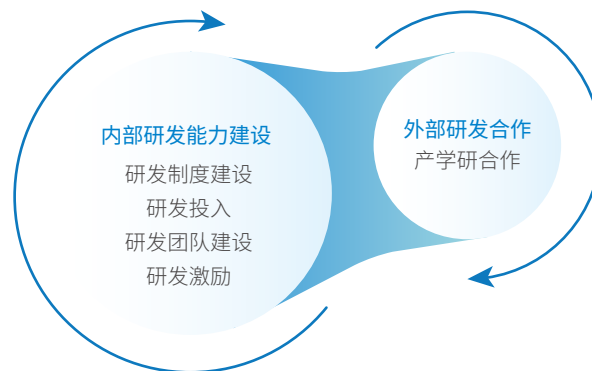 内部研发能力建设
研发制度建设
研发投入
研发团队建设
研发激励
外部研发合作
产学研合作